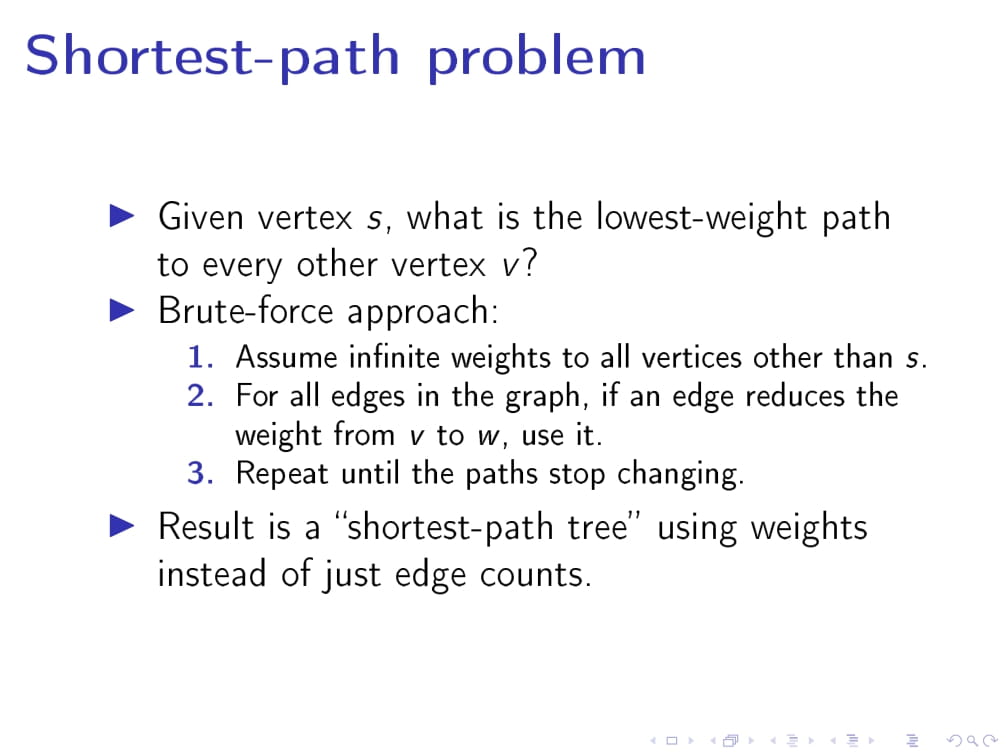 Shortest-path problem
▶ Given vertex s, what is the lowest-weight path
to every other vertex v?
▶ Brute-force approach:
1. Assume infinite weights to all vertices other than s.
2. For all edges in the graph, if an edge reduces the
weight from v to w, use it.
3. Repeat until the paths stop changing.
▶ Result is a “shortest-path tree” using weights
instead of just edge counts.